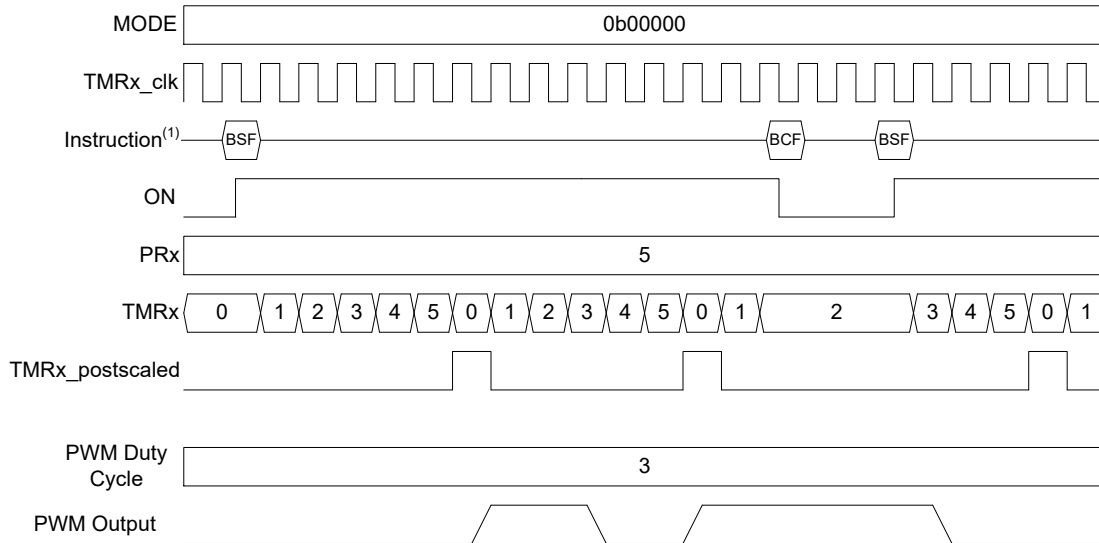 MODE 0b00000
TMRx_clk
Instruction(1) BSF BCF BSF
ON
PRx 5
TMRx 0 1 2 3 4 5 0 1 2 3 4 5 0 1 2 3 4 5 0 1
TMRx_postscaled
PWM Duty
Cycle
3
PWM Output